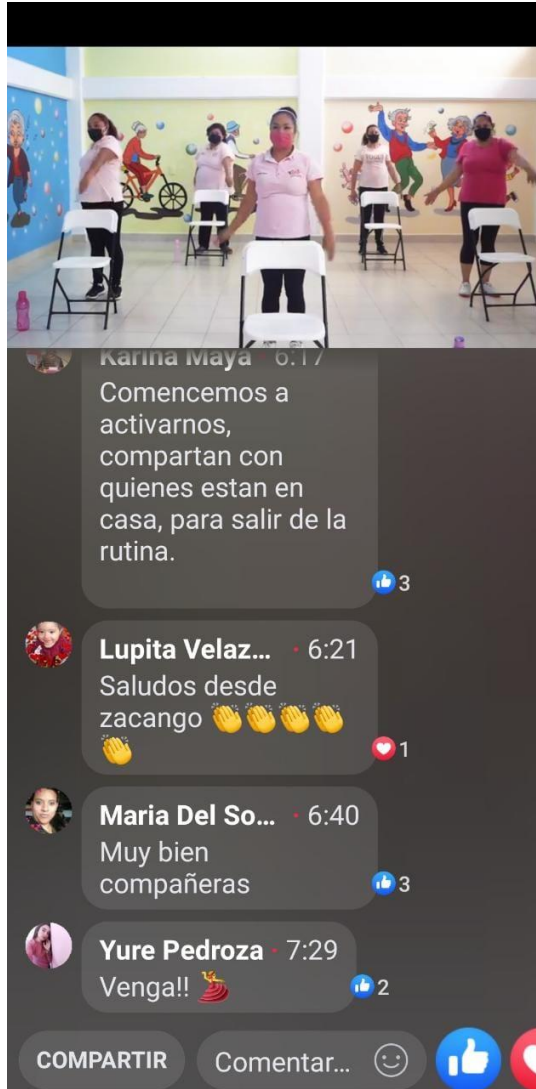 Karina Maya • 6:17
Comencemos a
activarnos,
compartan con
quienes estan en
casa, para salir de la
rutina.
3
Lupita Velaz... • 6:21
Saludos desde
zacango 👏👏👏👏
👏
1
Maria Del So... • 6:40
Muy bien
compañeras
3
Yure Pedroza • 7:29
Venga!! 💃
2
COMPARTIR Comentar...